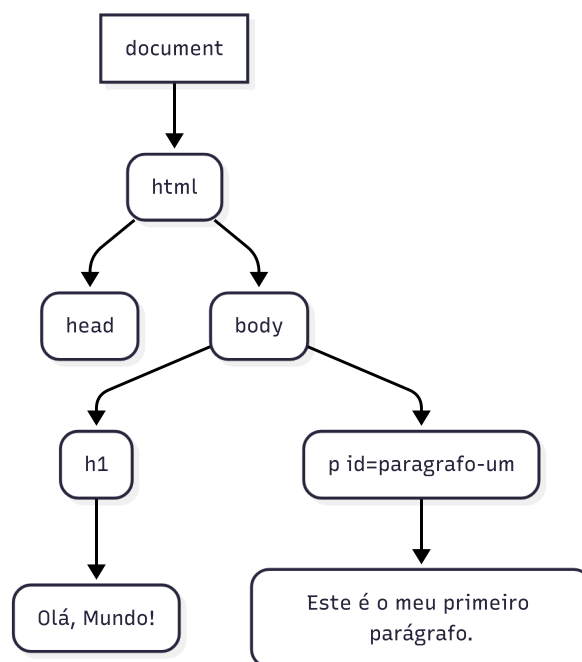 document
html
head
body
h1
p id=paragrafo-um
Olá, Mundo!
Este é o meu primeiro
parágrafo.